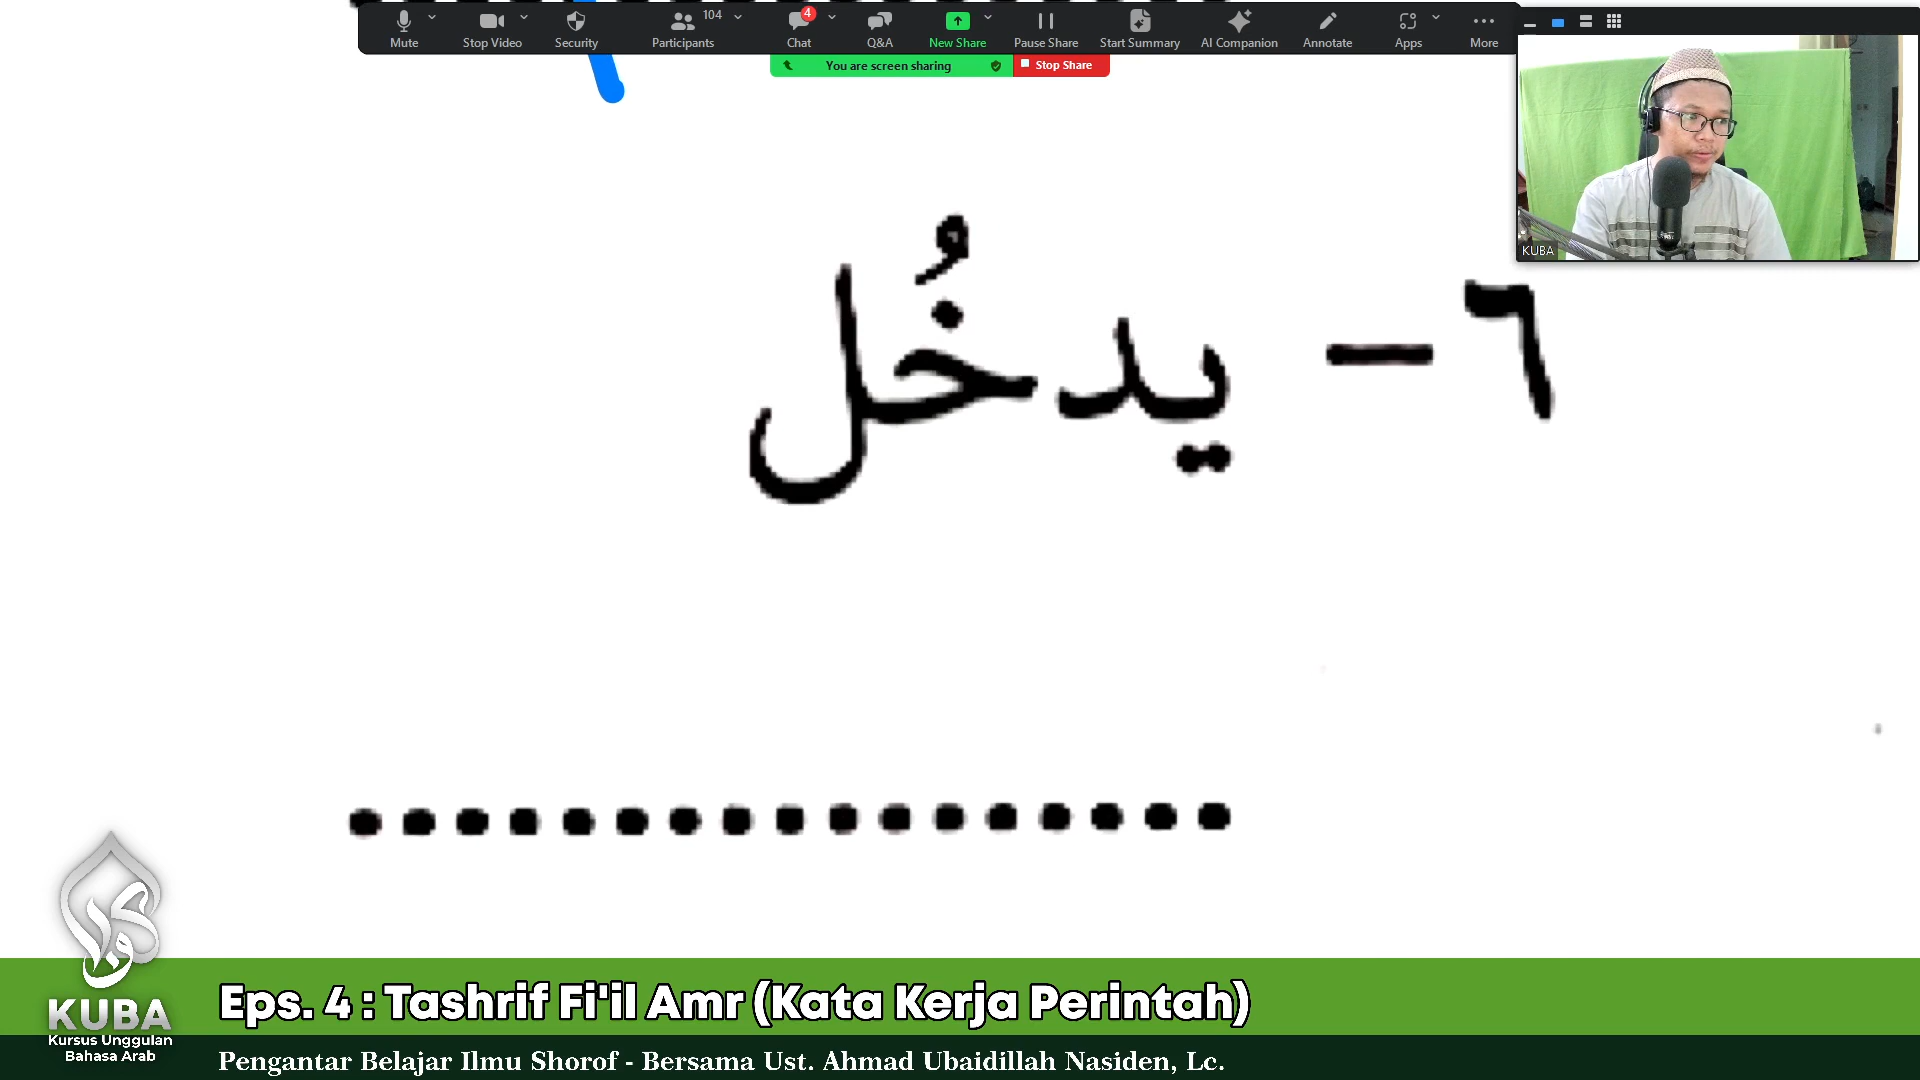 Mute
Stop Video
Security
Participants
104
Chat
4
Q&A
New Share
Pause Share
Start Summary
AI Companion
Annotate
Apps
More
You are screen sharing
Stop Share
KUBA
٦ - يدخُل
.................
KUBA
Kursus Unggulan
Bahasa Arab
Eps. 4 : Tashrif Fi'il Amr (Kata Kerja Perintah)
Pengantar Belajar Ilmu Shorof - Bersama Ust. Ahmad Ubaidillah Nasiden, Lc.